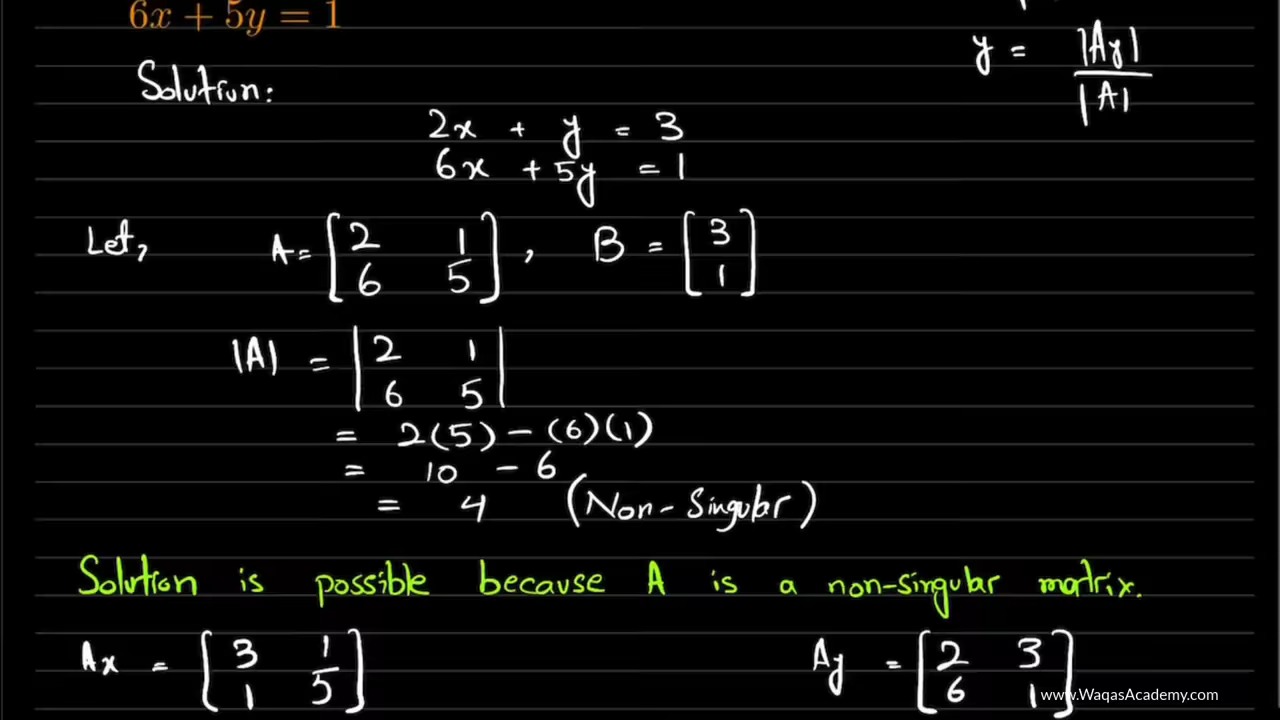 6x + 5y = 1
y = |Ay| / |A|
Solution:
2x + y = 3
6x + 5y = 1
Let, A = [2 1
6 5] , B = [3
1]
|A| = |2 1
6 5|
= 2(5) - (6)(1)
= 10 - 6
= 4 (Non-Singular)
Solution is possible because A is a non-singular matrix.
Ax = [3 1
1 5] Ay = [2 3
6 1]
www.WaqasAcademy.com